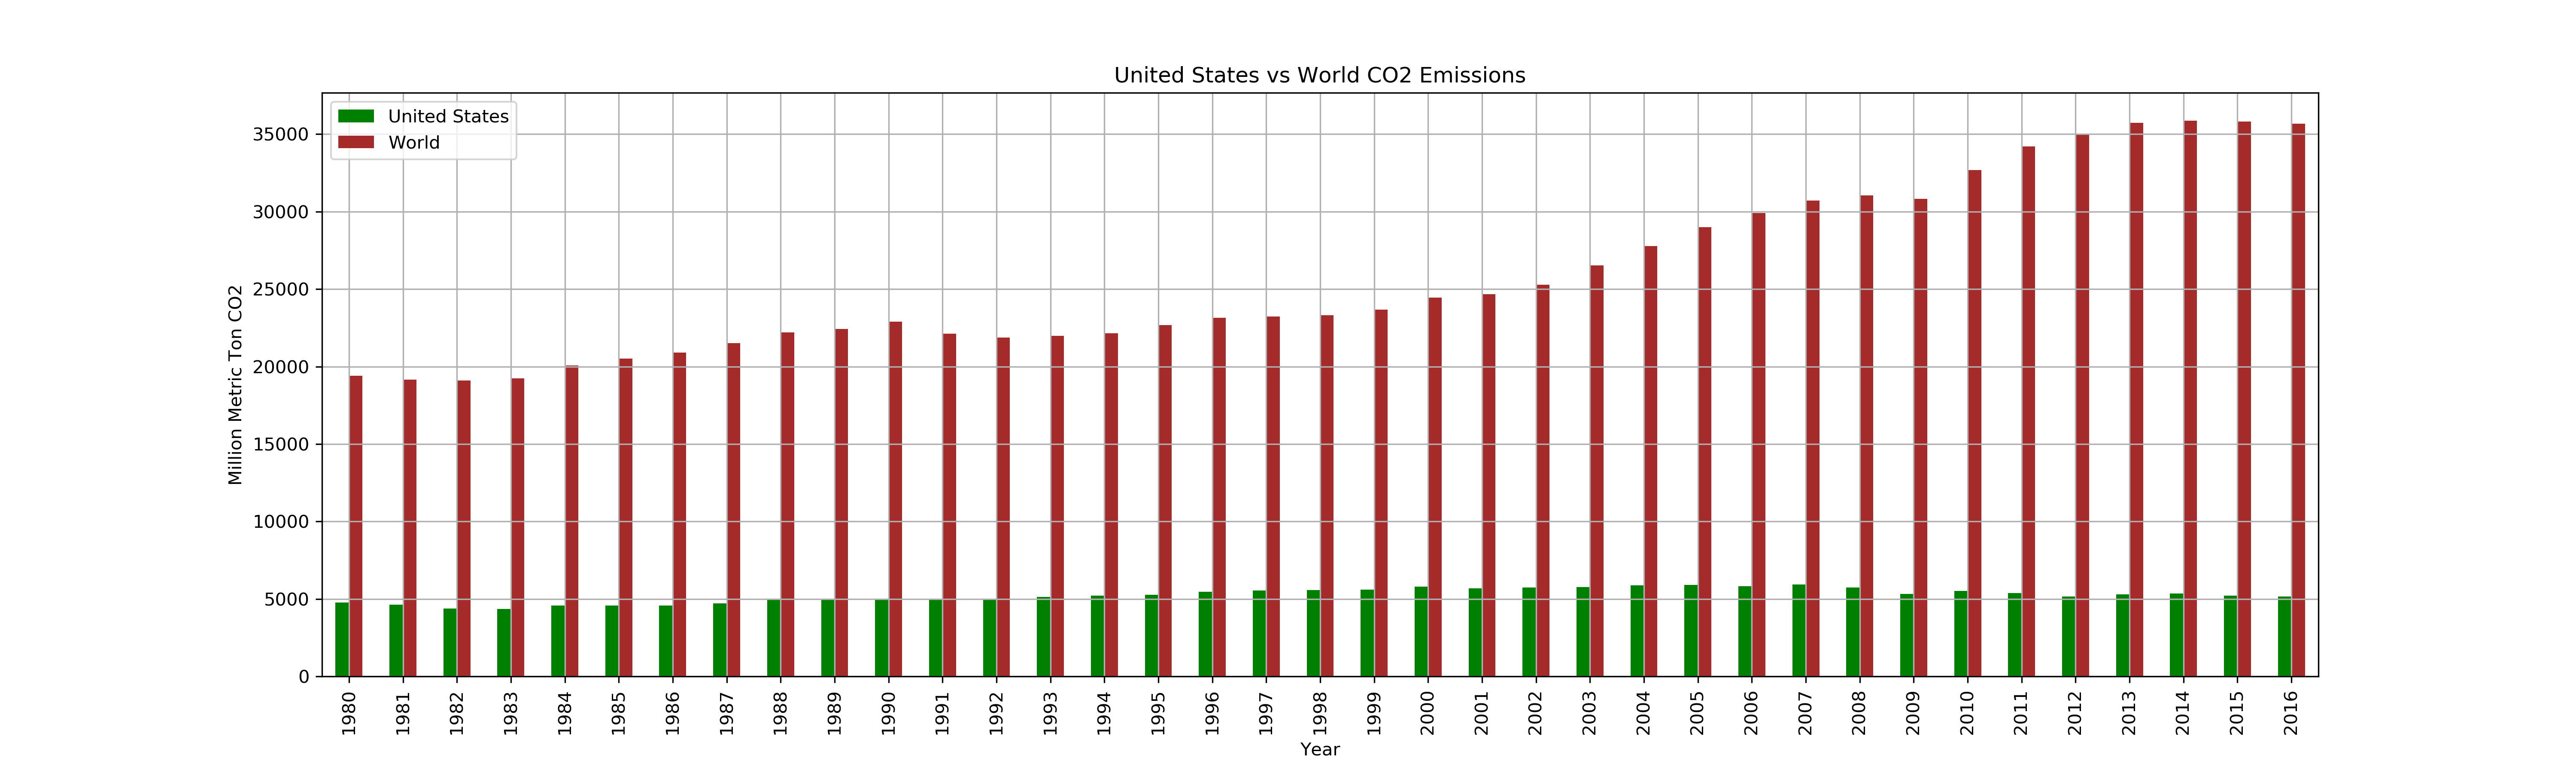 United States vs World CO2 Emissions
United States
World
Million Metric Ton CO2
35000
30000
25000
20000
15000
10000
5000
0
1980 1981 1982 1983 1984 1985 1986 1987 1988 1989 1990 1991 1992 1993 1994 1995 1996 1997 1998 1999 2000 2001 2002 2003 2004 2005 2006 2007 2008 2009 2010 2011 2012 2013 2014 2015 2016
Year